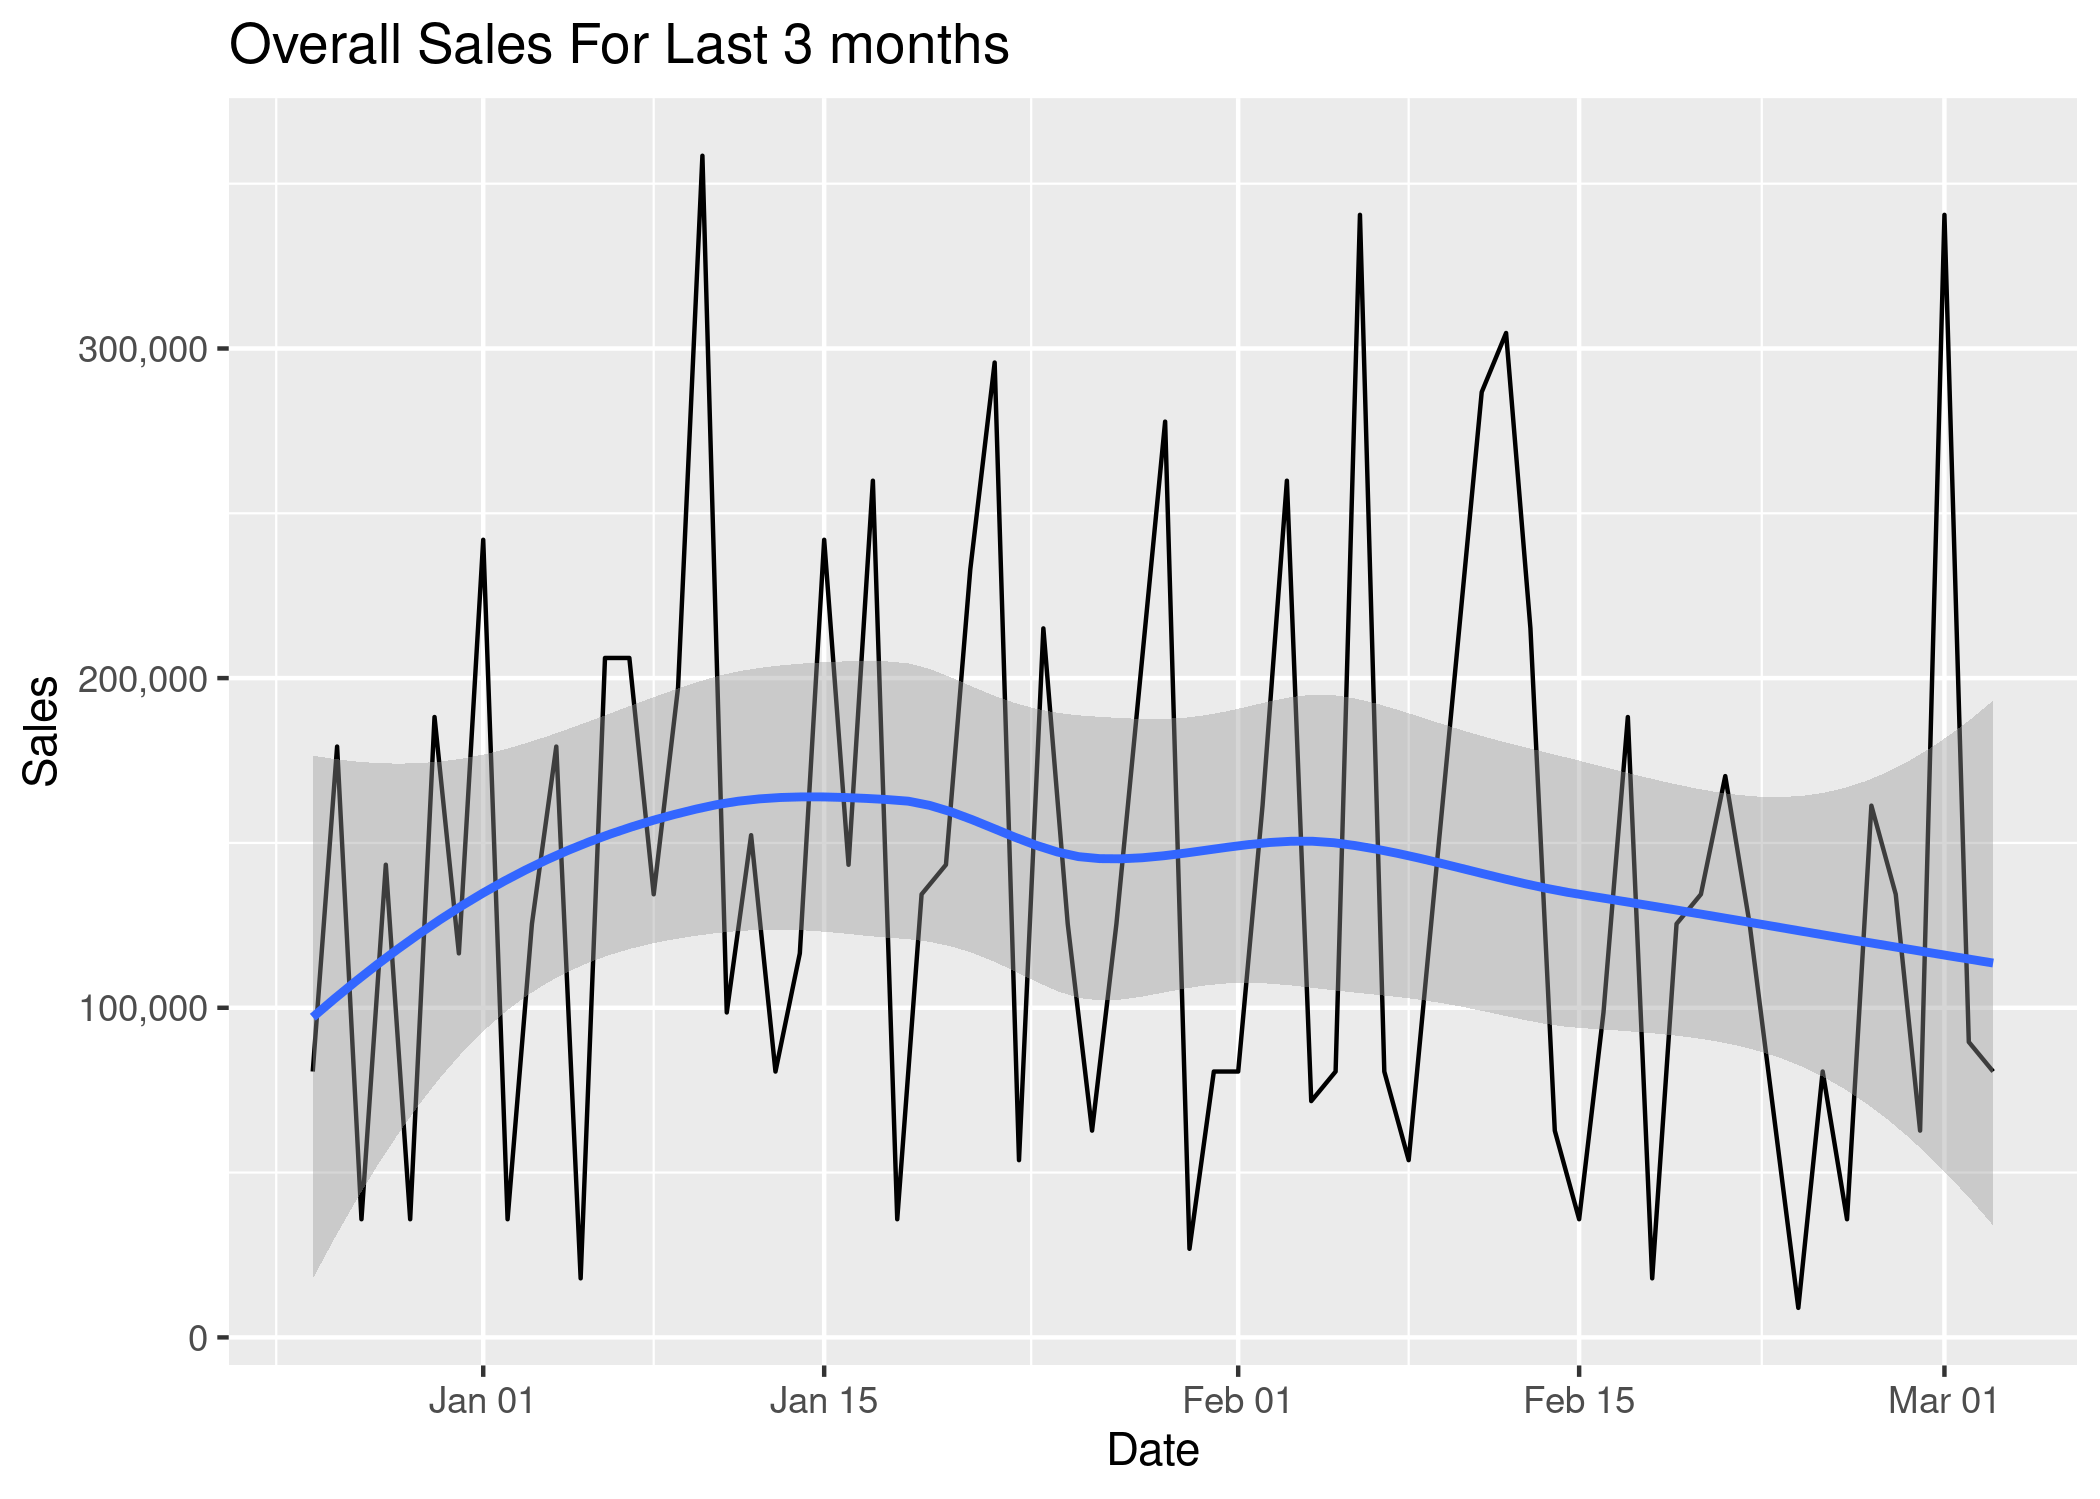 Overall Sales For Last 3 months
Sales
300,000
200,000
100,000
0
Jan 01
Jan 15
Feb 01
Feb 15
Mar 01
Date